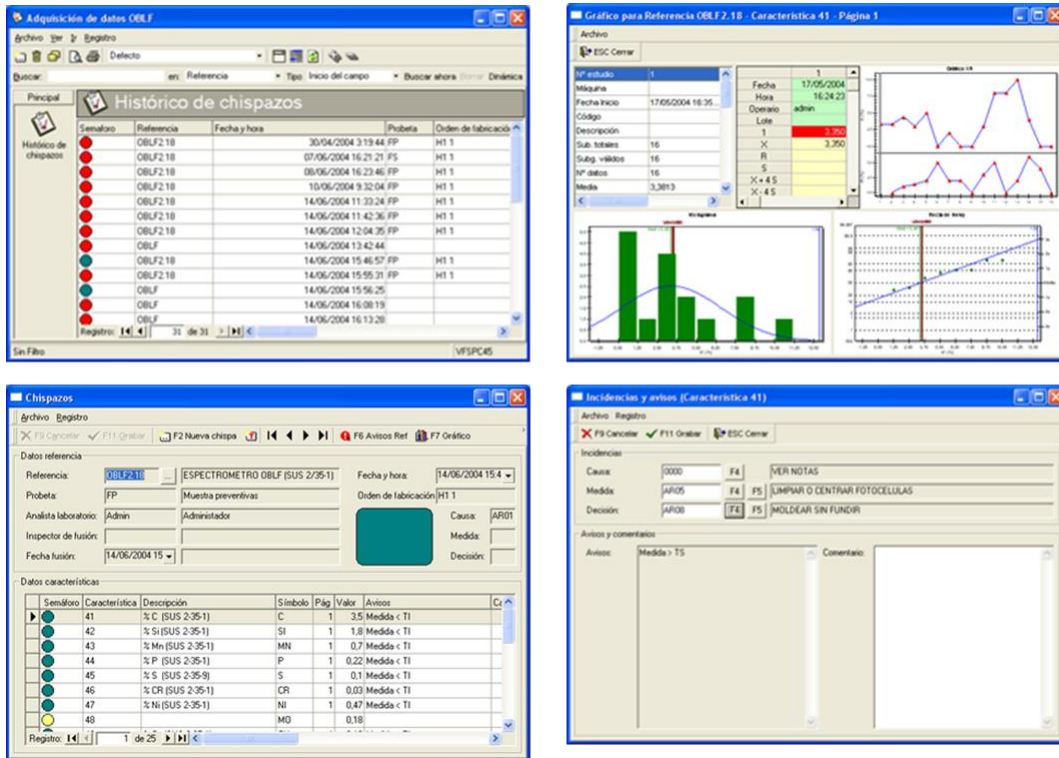 Adquisición de datos OBLF
Archivo Ver Ir Registro
Defecto
Buscar: en: Referencia Tipo Inicio del campo Buscar ahora Borrar Dinámica
Principal
Histórico de chispazos
Histórico de chispazos
Semaforo Referencia Fecha y hora Probeta Orden de fabricació
OBLF2.18 30/04/2004 3:19:44 FP H1 1
OBLF2.18 07/06/2004 16:21:21 FS H1 1
OBLF2.18 08/06/2004 16:23:46 FP H1 1
OBLF2.18 10/06/2004 9:32:04 FP H1 1
OBLF2.18 14/06/2004 11:33:24 FP H1 1
OBLF2.18 14/06/2004 11:42:36 FP H1 1
OBLF2.18 14/06/2004 12:04:35 FP H1 1
OBLF 14/06/2004 13:42:44
OBLF2.18 14/06/2004 15:46:57 FP H1 1
OBLF2.18 14/06/2004 15:55:31 FP H1 1
OBLF 14/06/2004 15:56:25
OBLF 14/06/2004 16:08:19
OBLF 14/06/2004 16:13:28
Registro: 31 de 31
Sin Filtro VFSPC45
Gráfico para Referencia OBLF2.18 - Característica 41 - Página 1
Archivo
ESC Cerrar
Nº estudio 1
Máquina
Fecha Inicio 17/05/2004 16:35...
Código
Descripción
Sub. totales 16
Subg. válidos 16
Nº datos 16
Media 3,3813
1
Fecha 17/05/2004
Hora 16:24:23
Operario admin
Lote
1 3,350
X 3,350
R
S
X + 4 S
X - 4 S
Histograma
Chispazos
Archivo Registro
F9 Cancelar F11 Grabar F2 Nueva chispa F6 Avisos Ref F7 Gráfico
Datos referencia
Referencia: OBLF2.18 ... ESPECTROMETRO OBLF (SUS 2/35-1) Fecha y hora: 14/06/2004 15:4
Probeta: FP Muestra preventivas Orden de fabricación H1 1
Analista laboratorio: Admin Administador Causa: AR01
Inspector de fusión: Medida:
Fecha fusión: 14/06/2004 15 Decisión:
Datos características
Semáforo Característica Descripción Símbolo Pág Valor Avisos Ca
41 % C (SUS 2-35-1) C 1 3,5 Medida < TI
42 % Si (SUS 2-35-1) SI 1 1,8 Medida < TI
43 % Mn (SUS 2-35-1) MN 1 0,7 Medida < TI
44 % P (SUS 2-35-1) P 1 0,22 Medida < TI
45 % S (SUS 2-35-9) S 1 0,1 Medida < TI
46 % CR (SUS 2-35-1) CR 1 0,03 Medida < TI
47 % Ni (SUS 2-35-1) NI 1 0,47 Medida < TI
48 MO 0,18
Registro: 1 de 25
Incidencias y avisos (Característica 41)
Archivo Registro
F9 Cancelar F11 Grabar ESC Cerrar
Incidencias
Causa: 0000 F4 VER NOTAS
Medida: AR05 F4 F5 LIMPIAR O CENTRAR FOTOCELULAS
Decisión: AR08 F4 F5 MOLDEAR SIN FUNDIR
Avisos y comentarios
Avisos: Medida > TS Comentario: